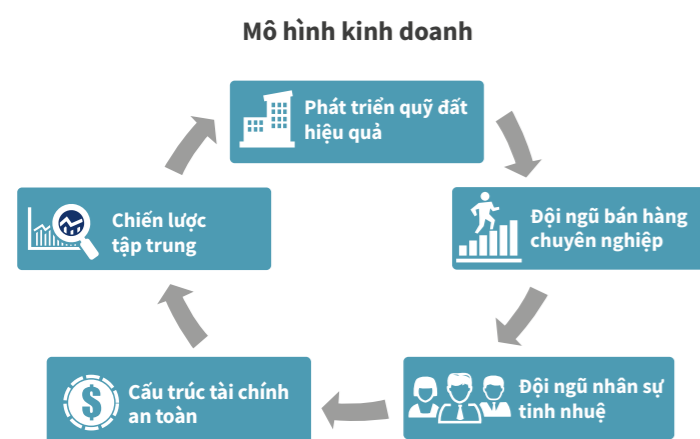 Mô hình kinh doanh
Phát triển quỹ đất
hiệu quả
Đội ngũ bán hàng
chuyên nghiệp
Đội ngũ nhân sự
tinh nhuệ
Cấu trúc tài chính
an toàn
Chiến lược
tập trung